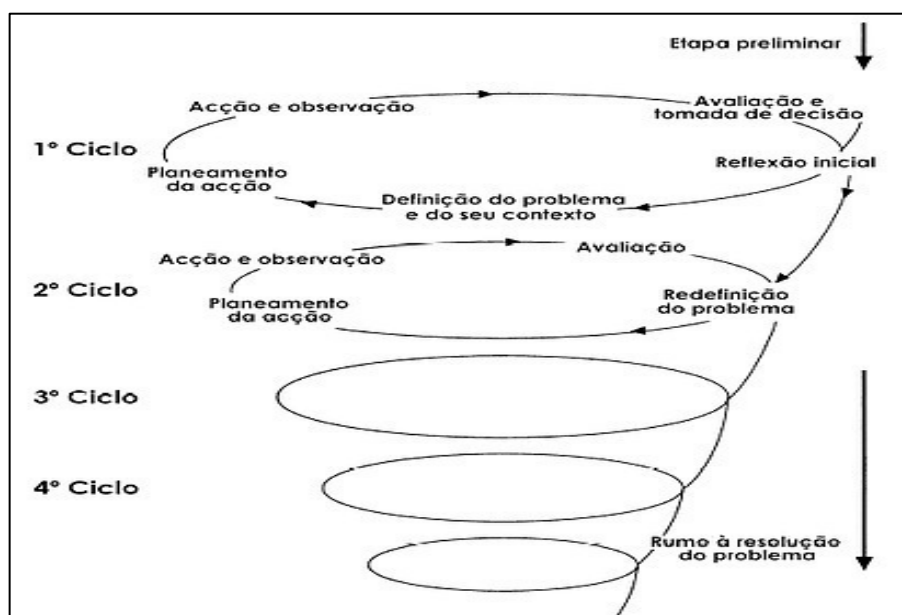 Etapa preliminar
Acção e observação
Avaliação e
tomada de decisão
1º Ciclo
Reflexão inicial
Planeamento
da acção
Definição do problema
e do seu contexto
Avaliação
Acção e observação
2º Ciclo
Redefinição
do problema
Planeamento
da acção
3º Ciclo
4º Ciclo
Rumo à resolução
do problema